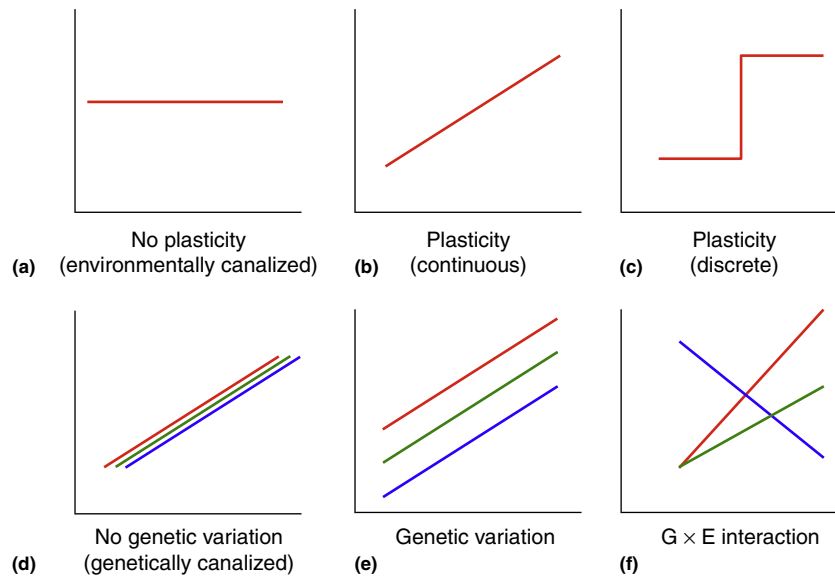 No plasticity
(a) (environmentally canalized)
Plasticity
(b) (continuous)
Plasticity
(c) (discrete)
No genetic variation
(d) (genetically canalized)
Genetic variation
(e)
G × E interaction
(f)